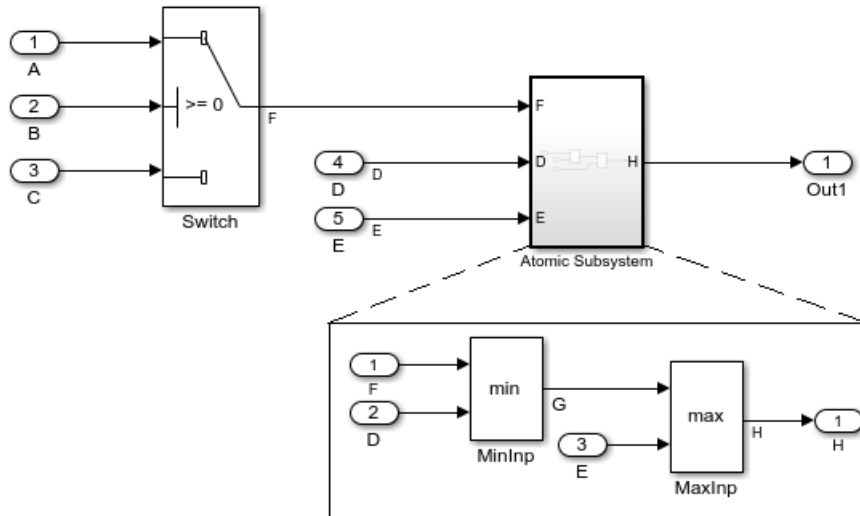 1
A
2
B
3
C
>= 0
F
Switch
4
D
D
5
E
E
F
D
E
H
Atomic Subsystem
1
Out1
1
F
2
D
min
MinInp
G
3
E
max
MaxInp
H
1
H